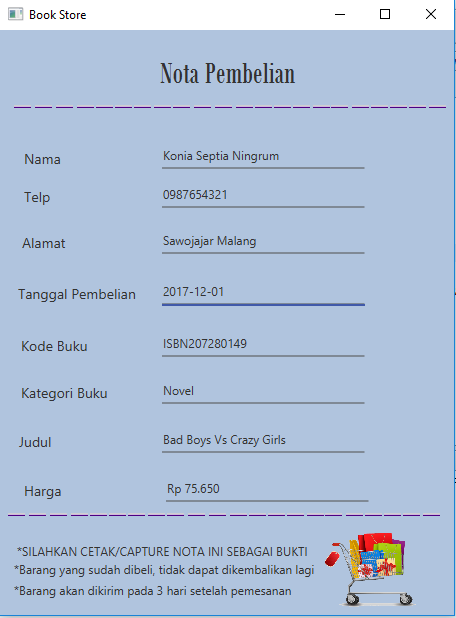 Book Store
Nota Pembelian
Nama Konia Septia Ningrum
Telp 0987654321
Alamat Sawojajar Malang
Tanggal Pembelian 2017-12-01
Kode Buku ISBN207280149
Kategori Buku Novel
Judul Bad Boys Vs Crazy Girls
Harga Rp 75.650
*SILAHKAN CETAK/CAPTURE NOTA INI SEBAGAI BUKTI
*Barang yang sudah dibeli, tidak dapat dikembalikan lagi
*Barang akan dikirim pada 3 hari setelah pemesanan